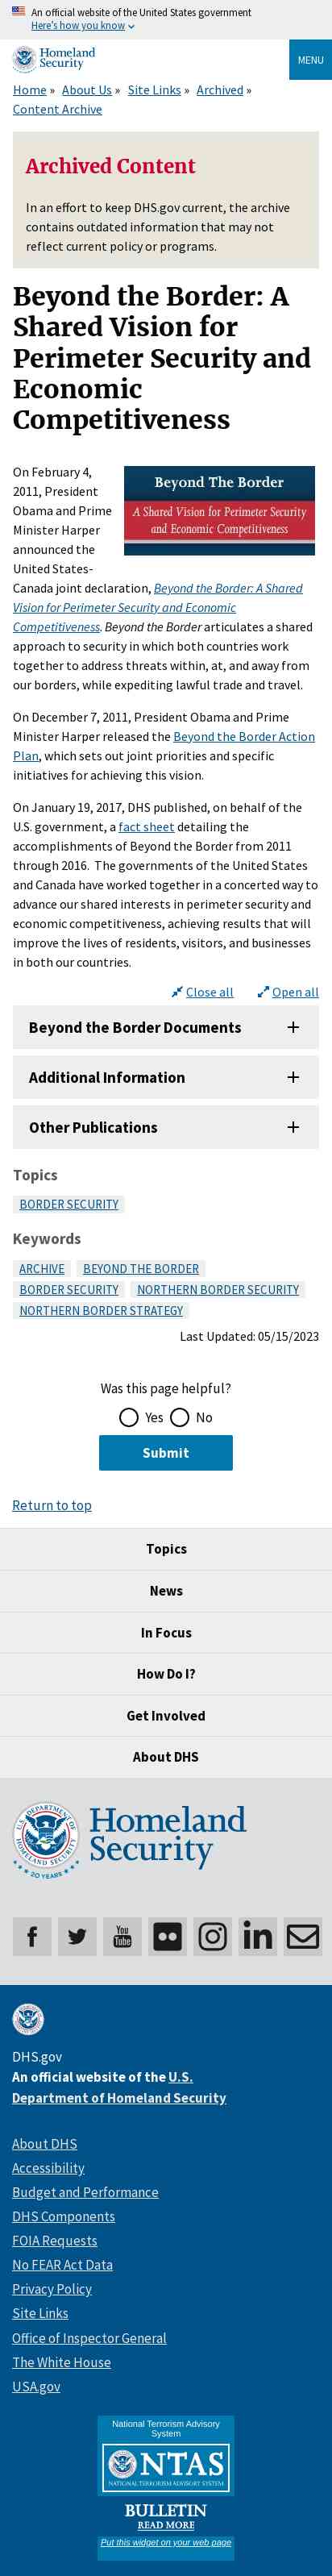 An official website of the United States government
Here's how you know
Homeland
Security
MENU
Home » About Us » Site Links » Archived »
Content Archive
Archived Content
In an effort to keep DHS.gov current, the archive
contains outdated information that may not
reflect current policy or programs.
Beyond the Border: A
Shared Vision for
Perimeter Security and
Economic
Competitiveness
On February 4,
2011, President
Obama and Prime
Minister Harper
announced the
United States-
Beyond The Border
A Shared Vision for Perimeter Security
and Economic Competitiveness
Canada joint declaration, Beyond the Border: A Shared
Vision for Perimeter Security and Economic
Competitiveness. Beyond the Border articulates a shared
approach to security in which both countries work
together to address threats within, at, and away from
our borders, while expediting lawful trade and travel.
On December 7, 2011, President Obama and Prime
Minister Harper released the Beyond the Border Action
Plan, which sets out joint priorities and specific
initiatives for achieving this vision.
On January 19, 2017, DHS published, on behalf of the
U.S. government, a fact sheet detailing the
accomplishments of Beyond the Border from 2011
through 2016. The governments of the United States
and Canada have worked together in a concerted way to
advance our shared interests in perimeter security and
economic competitiveness, achieving results that will
improve the lives of residents, visitors, and businesses
in both our countries.
Close all Open all
Beyond the Border Documents
Additional Information
Other Publications
Topics
BORDER SECURITY
Keywords
ARCHIVE BEYOND THE BORDER
BORDER SECURITY NORTHERN BORDER SECURITY
NORTHERN BORDER STRATEGY
Last Updated: 05/15/2023
Was this page helpful?
Yes No
Submit
Return to top
Topics
News
In Focus
How Do I?
Get Involved
About DHS
Homeland
Security
20 YEARS
You
Tube
DHS.gov
An official website of the U.S.
Department of Homeland Security
About DHS
Accessibility
Budget and Performance
DHS Components
FOIA Requests
No FEAR Act Data
Privacy Policy
Site Links
Office of Inspector General
The White House
USA.gov
National Terrorism Advisory
System
NTAS
NATIONAL TERRORISM ADVISORY SYSTEM
BULLETIN
READ MORE
Put this widget on your web page